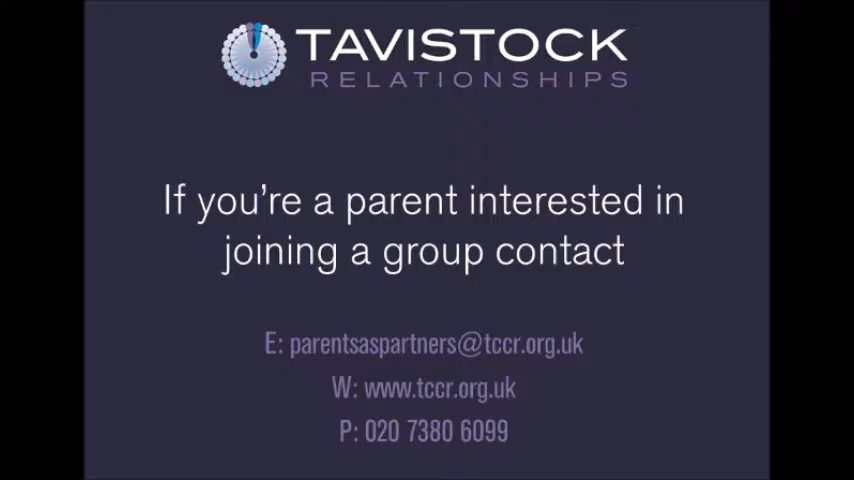 TAVISTOCK
RELATIONSHIPS
If you're a parent interested in
joining a group contact
E: parentsaspartners@tccr.org.uk
W: www.tccr.org.uk
P: 020 7380 6099